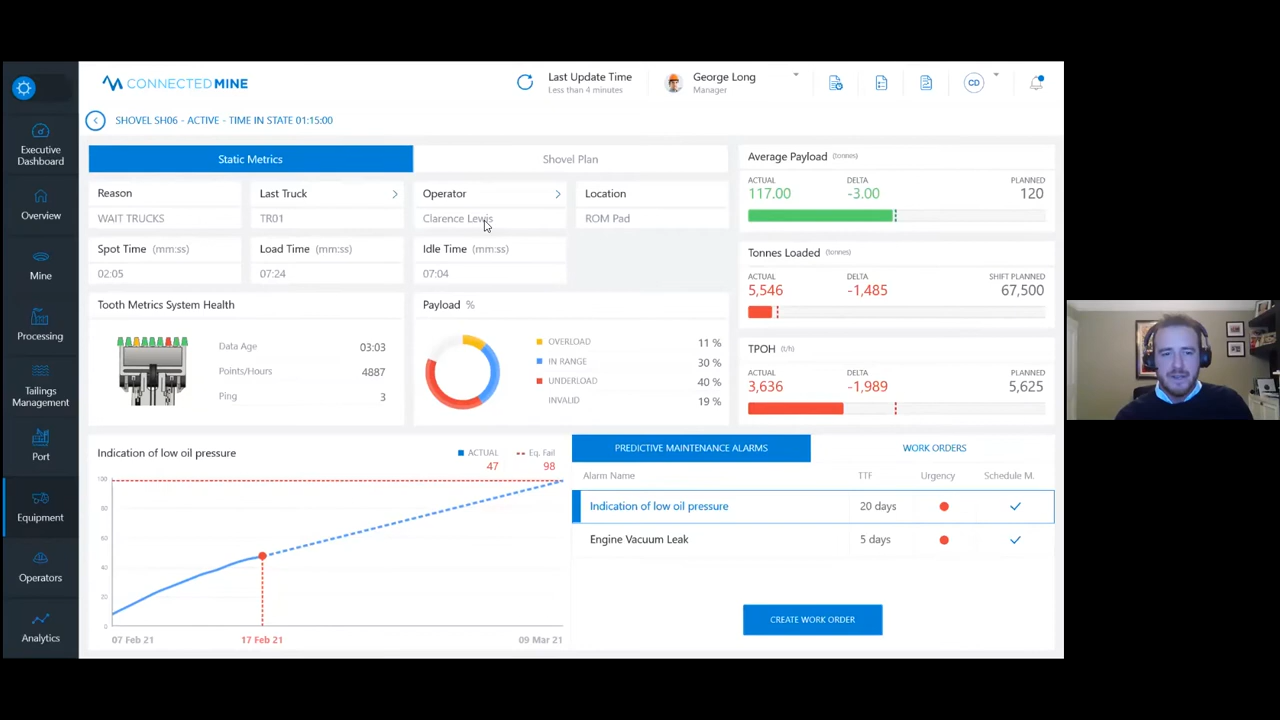 CONNECTED MINE
Last Update Time
Less than 4 minutes
George Long
Manager
CD
SHOVEL SH06 - ACTIVE - TIME IN STATE 01:15:00
Executive
Dashboard
Overview
Mine
Processing
Tailings
Management
Port
Equipment
Operators
Analytics
Static Metrics
Shovel Plan
Reason
WAIT TRUCKS
Last Truck
TR01
Operator
Clarence Lewis
Location
ROM Pad
Spot Time (mm:ss)
02:05
Load Time (mm:ss)
07:24
Idle Time (mm:ss)
07:04
Tooth Metrics System Health
Data Age 03:03
Points/Hours 4887
Ping 3
Payload %
OVERLOAD 11 %
IN RANGE 30 %
UNDERLOAD 40 %
INVALID 19 %
Average Payload (tonnes)
ACTUAL DELTA PLANNED
117.00 -3.00 120
Tonnes Loaded (tonnes)
ACTUAL DELTA SHIFT PLANNED
5,546 -1,485 67,500
TPOH (t/h)
ACTUAL DELTA PLANNED
3,636 -1,989 5,625
Indication of low oil pressure
ACTUAL Eq. Fail
47 98
100
80
60
40
20
0
07 Feb 21 17 Feb 21 09 Mar 21
PREDICTIVE MAINTENANCE ALARMS WORK ORDERS
Alarm Name TTF Urgency Schedule M.
Indication of low oil pressure 20 days
Engine Vacuum Leak 5 days
CREATE WORK ORDER